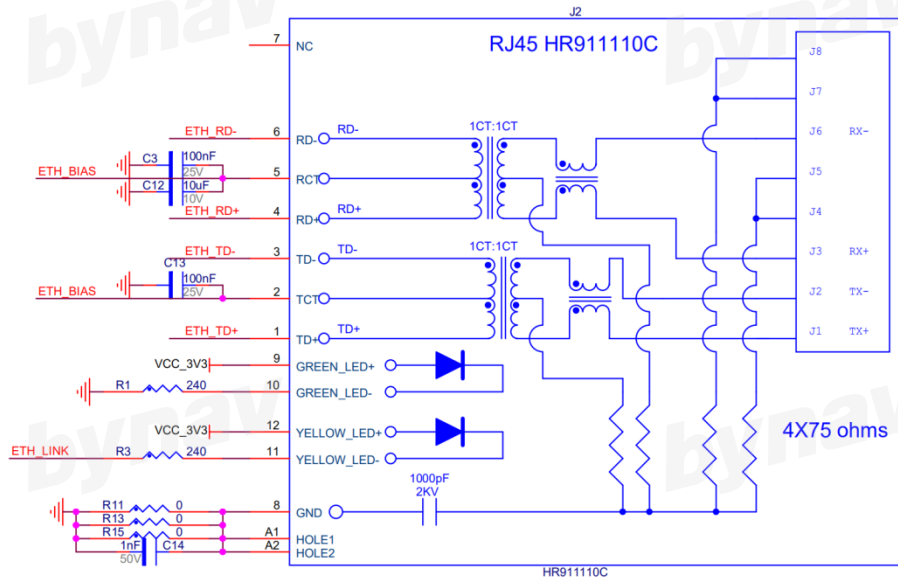 bynav
bynav
J2
RJ45 HR911110C
7
NC
J8
J7
ETH_RD-
6
RD-
RD-
1CT:1CT
J6
RX-
C3
100nF
25V
ETH_BIAS
5
RCT
J5
C12
10uF
10V
ETH_RD+
4
RD+
RD+
J4
ETH_TD-
3
TD-
TD-
1CT:1CT
J3
RX+
C13
100nF
25V
ETH_BIAS
2
TCT
J2
TX-
ETH_TD+
1
TD+
TD+
J1
TX+
VCC_3V3
9
GREEN_LED+
R1
240
10
GREEN_LED-
VCC_3V3
12
YELLOW_LED+
4X75 ohms
ETH_LINK
R3
240
11
YELLOW_LED-
bynav
bynav
1000pF
2KV
R11
0
8
GND
R13
0
R15
0
A1
HOLE1
1nF
C14
A2
HOLE2
50V
HR911110C